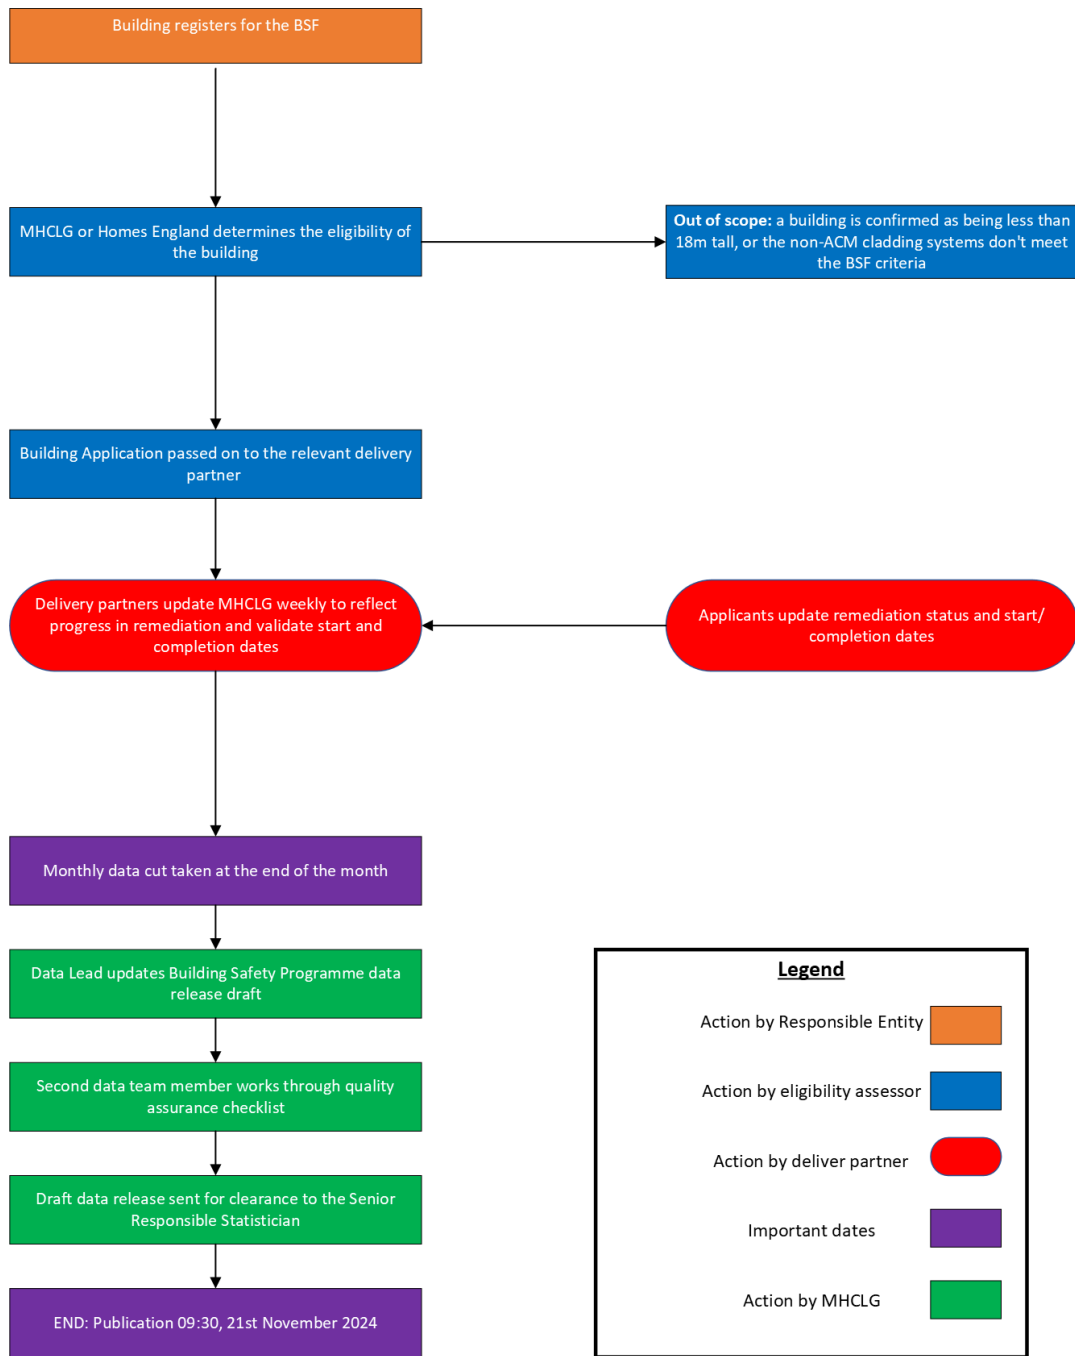 Building registers for the BSF
MHCLG or Homes England determines the eligibility of
the building
Out of scope: a building is confirmed as being less than
18m tall, or the non-ACM cladding systems don't meet
the BSF criteria
Building Application passed on to the relevant delivery
partner
Delivery partners update MHCLG weekly to reflect
progress in remediation and validate start and
completion dates
Applicants update remediation status and start/
completion dates
Monthly data cut taken at the end of the month
Data Lead updates Building Safety Programme data
release draft
Second data team member works through quality
assurance checklist
Draft data release sent for clearance to the Senior
Responsible Statistician
END: Publication 09:30, 21st November 2024
Legend
Action by Responsible Entity
Action by eligibility assessor
Action by deliver partner
Important dates
Action by MHCLG